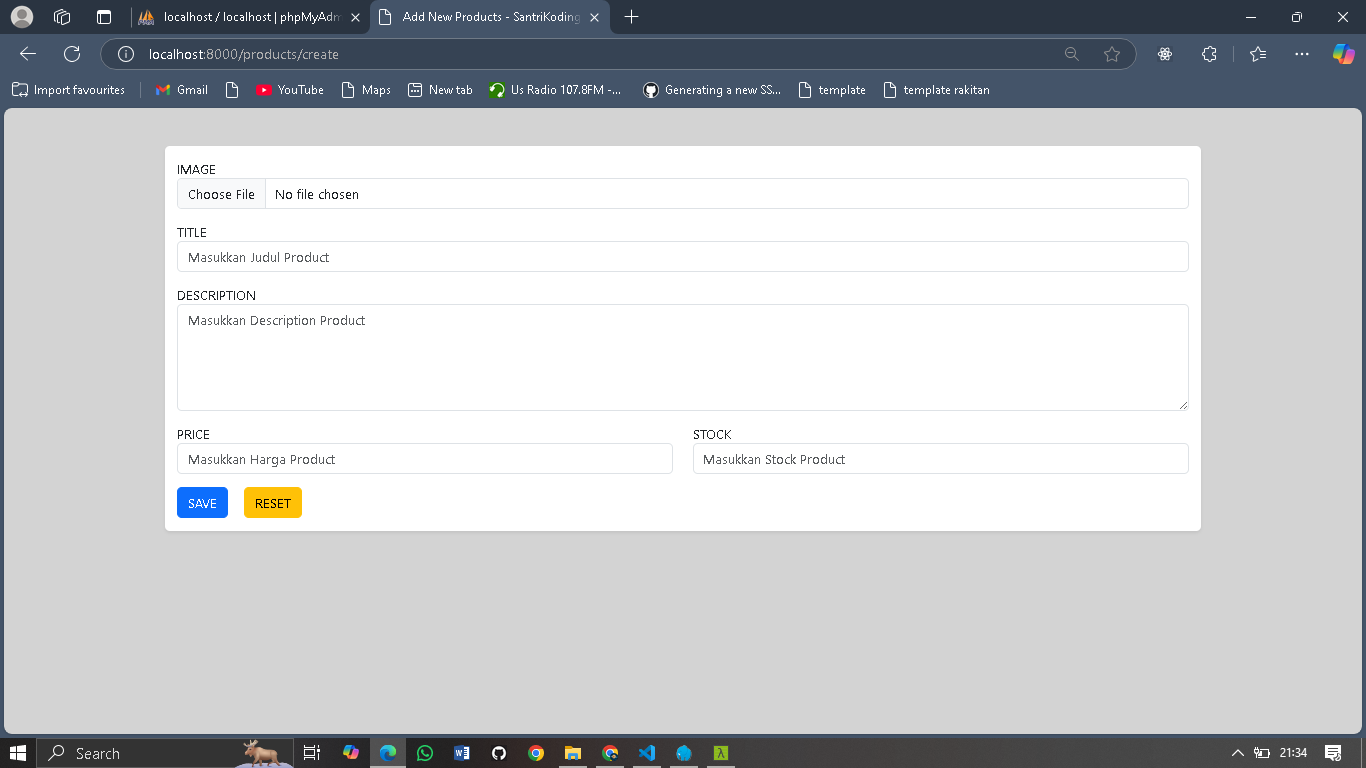 localhost / localhost | phpMyAdm
Add New Products - SantriKoding
localhost:8000/products/create
Import favourites
Gmail
YouTube
Maps
New tab
Us Radio 107.8FM -...
Generating a new SS...
template
template rakitan
IMAGE
Choose File No file chosen
TITLE
Masukkan Judul Product
DESCRIPTION
Masukkan Description Product
PRICE
STOCK
Masukkan Harga Product
Masukkan Stock Product
SAVE
RESET
Search
21:34